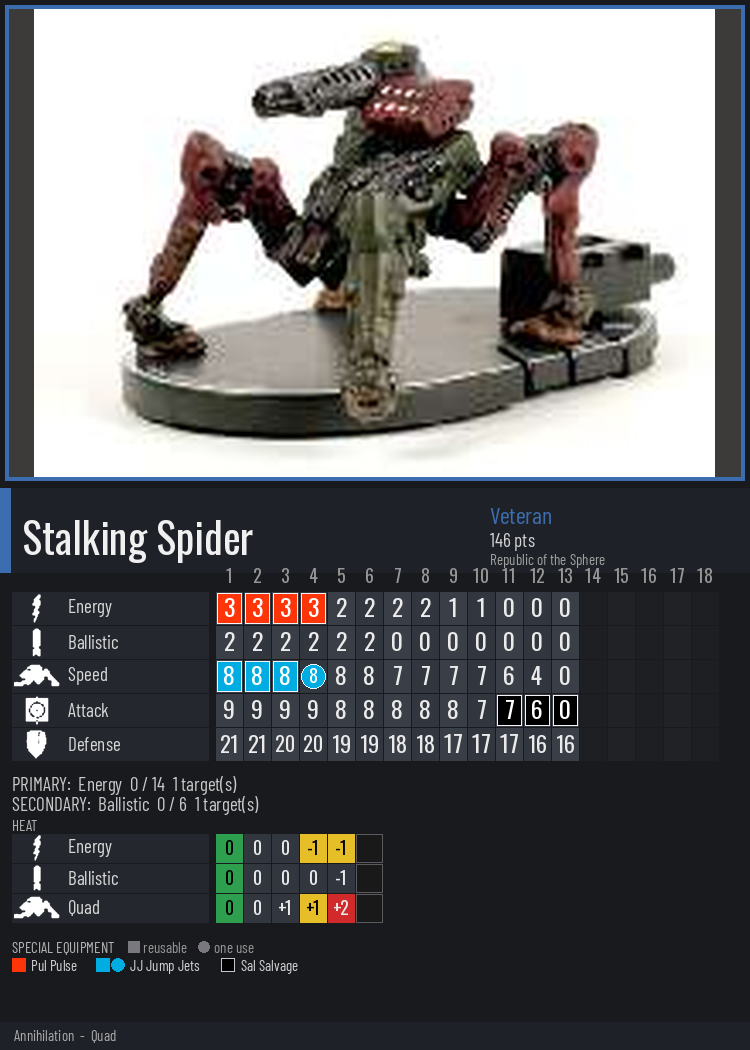 Stalking Spider
Veteran
146 pts
Republic of the Sphere
1 2 3 4 5 6 7 8 9 10 11 12 13 14 15 16 17 18
Energy 3 3 3 3 2 2 2 2 1 1 0 0 0
Ballistic 2 2 2 2 2 2 0 0 0 0 0 0 0
Speed 8 8 8 8 8 8 7 7 7 7 6 4 0
Attack 9 9 9 9 8 8 8 8 8 7 7 6 0
Defense 21 21 20 20 19 19 18 18 17 17 17 16 16
PRIMARY: Energy 0 / 14 1 target(s)
SECONDARY: Ballistic 0 / 6 1 target(s)
HEAT
Energy 0 0 0 -1 -1
Ballistic 0 0 0 0 -1
Quad 0 0 +1 +1 +2
SPECIAL EQUIPMENT reusable one use
Pul Pulse JJ Jump Jets Sal Salvage
Annihilation - Quad